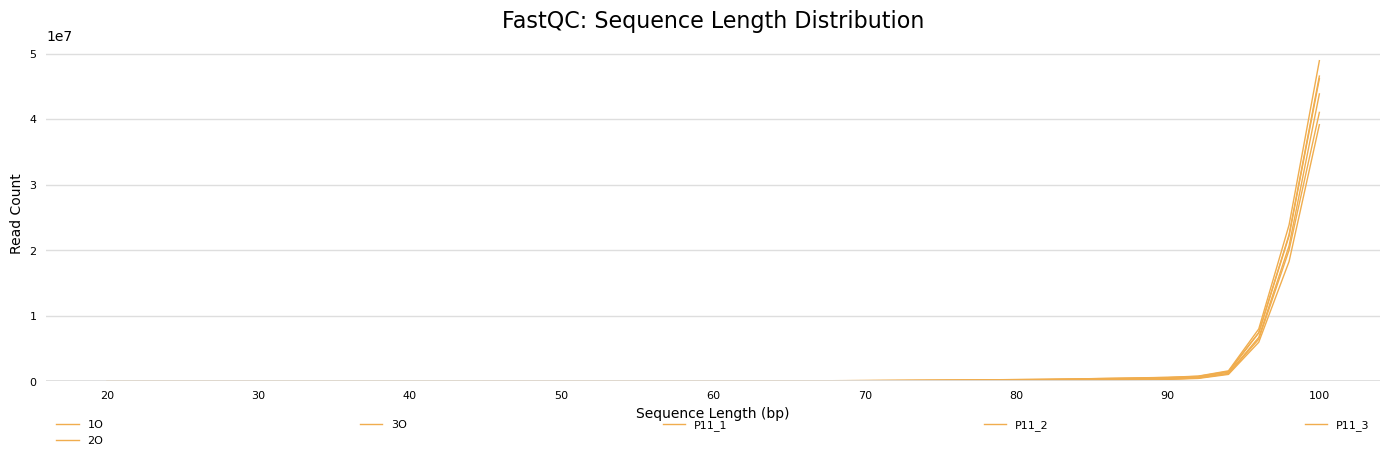 FastQC: Sequence Length Distribution
1e7
5
4
3
2
1
0
Read Count
20 30 40 50 60 70 80 90 100
Sequence Length (bp)
1O 3O P11_1 P11_2 P11_3
2O